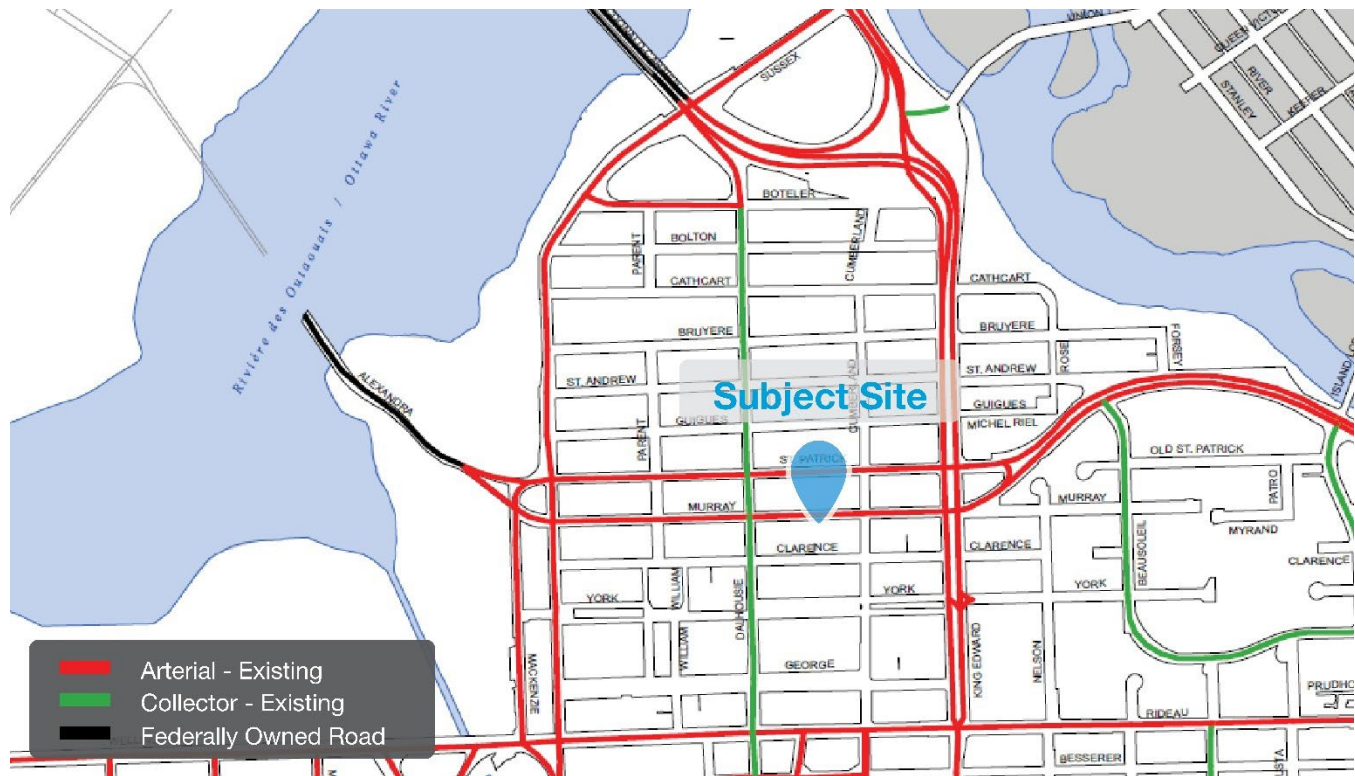 UNION
QUEEN VICTORIA
RIVER
STANLEY
KEEFER
SUSSEX
Rivière des Outaouais / Ottawa River
BOTELER
CUMBERLAND
PARENT
BOLTON
CATHCART
CATHCART
BRUYERE
BRUYERE
FORSEY
ROSE
ALEXANDRA
ST. ANDREW
ST. ANDREW
Subject Site
GUIGUES
CUMBERLAND
GUIGUES
MICHEL RIEL
PARENT
ST. PATRICK
OLD ST. PATRICK
MURRAY
MURRAY
PATRO
MYRAND
CLARENCE
CLARENCE
CLARENCE
BEAUSOLEIL
YORK
WILLIAM
DALHOUSIE
YORK
YORK
WILLIAM
GEORGE
MACKENZIE
KING EDWARD
NELSON
RIDEAU
BESSERER
Arterial - Existing
Collector - Existing
Federally Owned Road